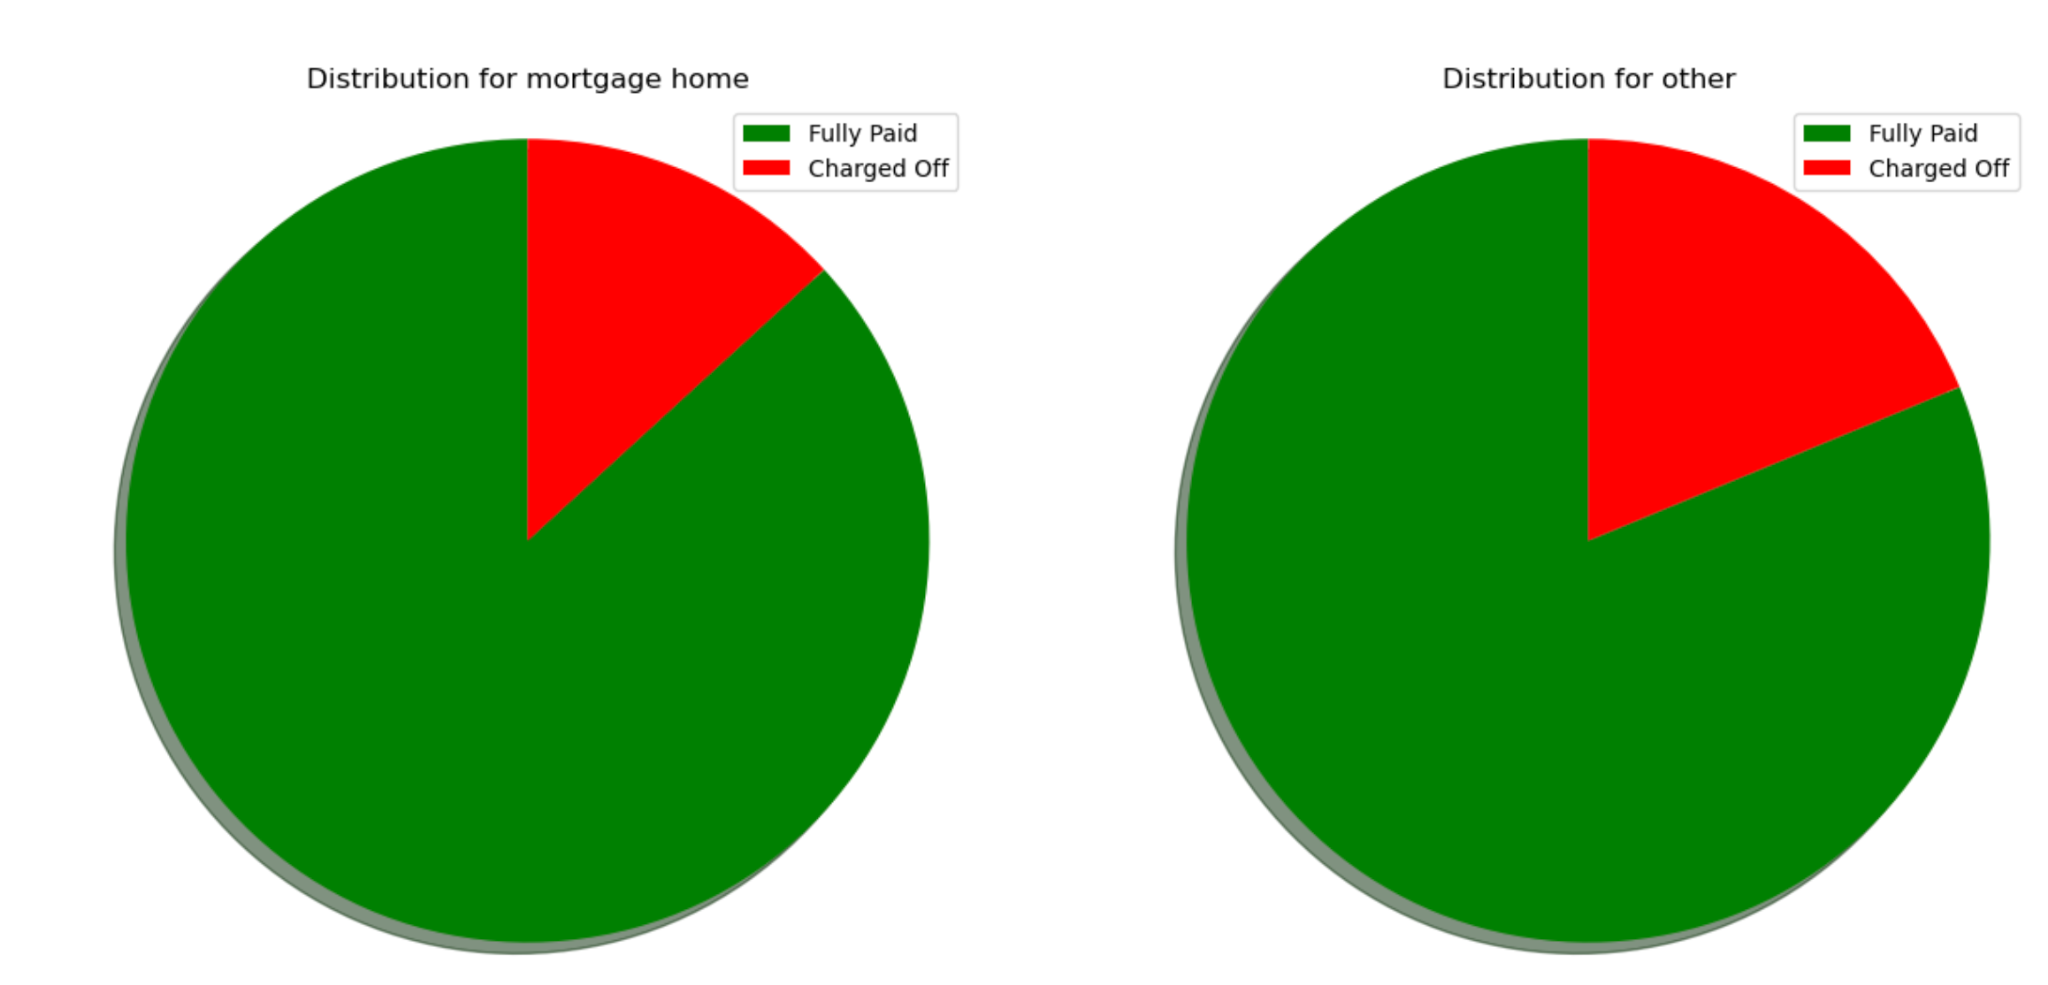 Distribution for mortgage home
Fully Paid
Charged Off
Distribution for other
Fully Paid
Charged Off